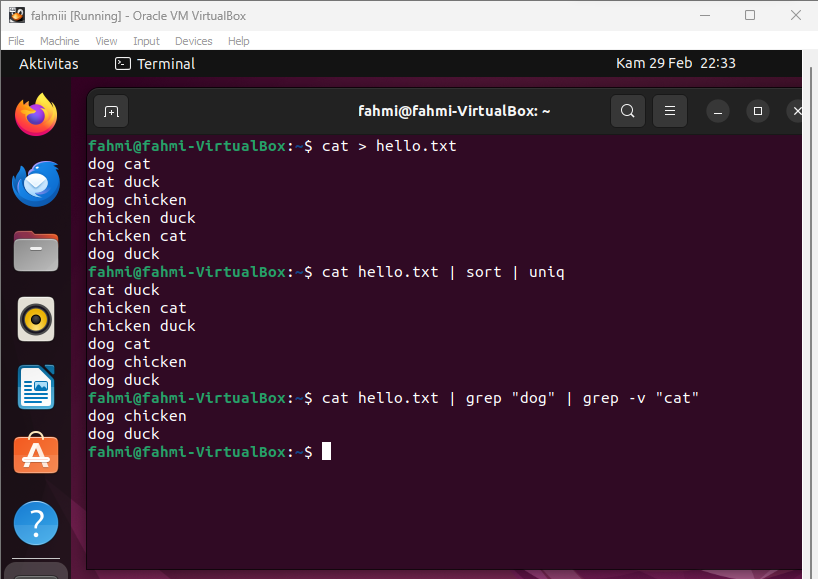 fahmiii [Running] - Oracle VM VirtualBox
File Machine View Input Devices Help
Aktivitas Terminal Kam 29 Feb 22:33
fahmi@fahmi-VirtualBox: ~
fahmi@fahmi-VirtualBox:~$ cat > hello.txt
dog cat
cat duck
dog chicken
chicken duck
chicken cat
dog duck
fahmi@fahmi-VirtualBox:~$ cat hello.txt | sort | uniq
cat duck
chicken cat
chicken duck
dog cat
dog chicken
dog duck
fahmi@fahmi-VirtualBox:~$ cat hello.txt | grep "dog" | grep -v "cat"
dog chicken
dog duck
fahmi@fahmi-VirtualBox:~$